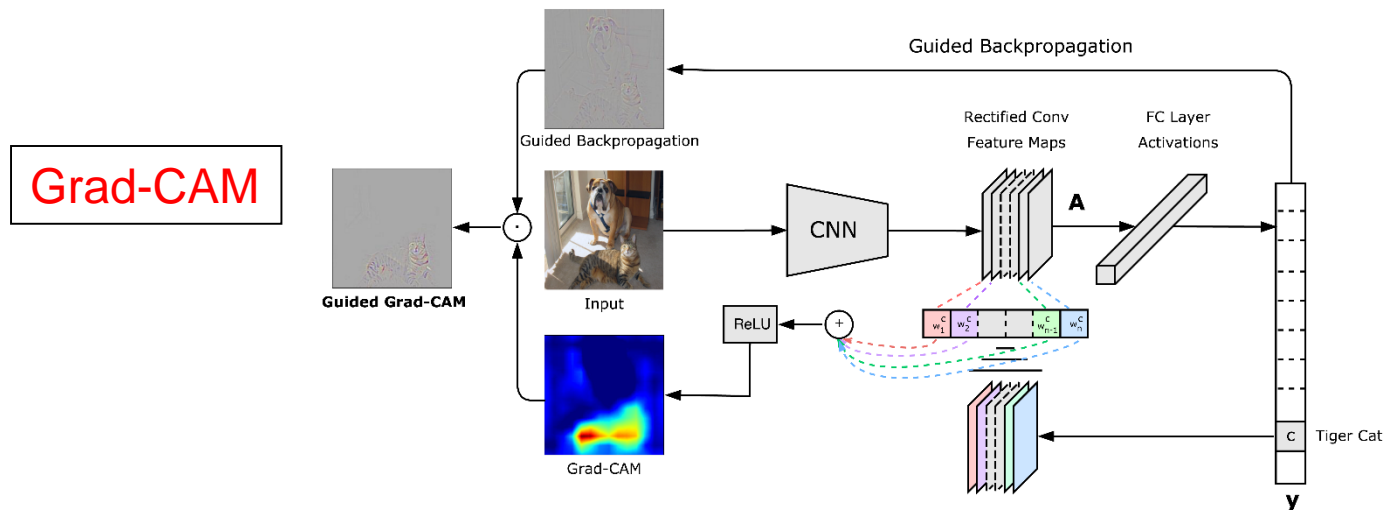 Grad-CAM
Guided Backpropagation
Guided Backpropagation
Rectified Conv
Feature Maps
FC Layer
Activations
A
CNN
Guided Grad-CAM
Input
ReLU
+
w1c
w2c
wn-1c
wnc
Grad-CAM
c
Tiger Cat
y